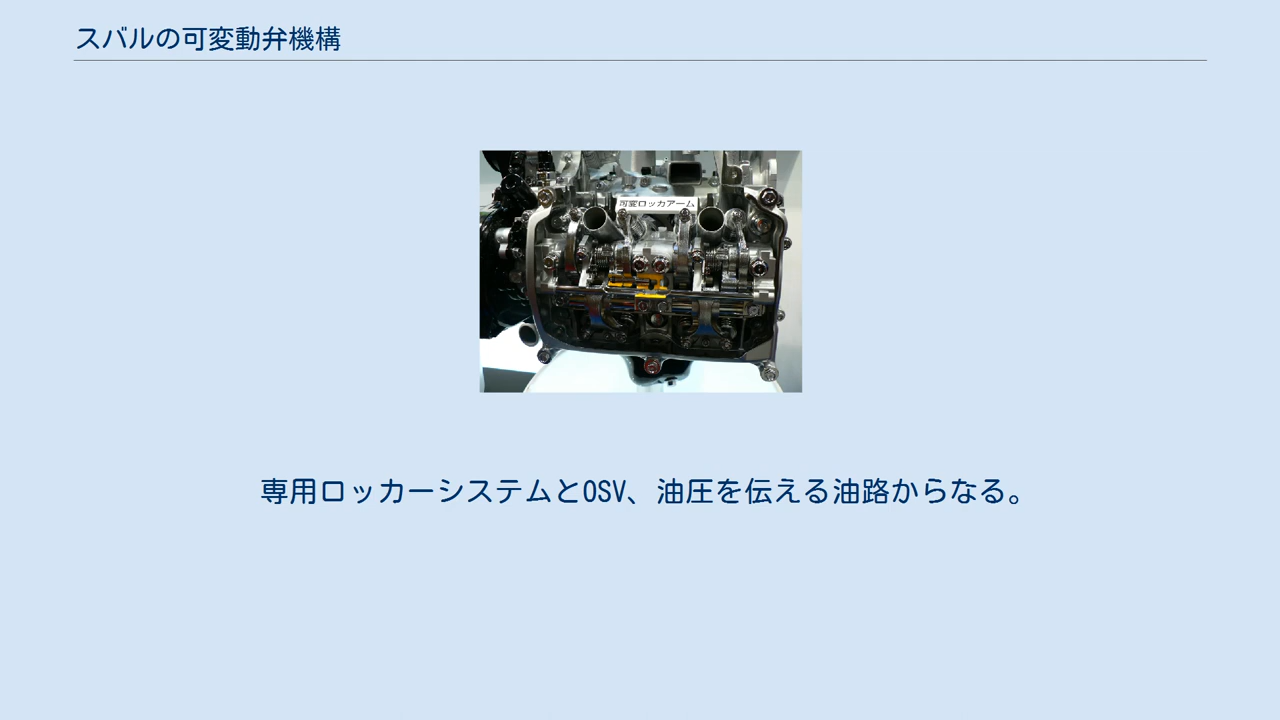 スバルの可変動弁機構
可変ロッカアーム
専用ロッカーシステムとOSV、油圧を伝える油路からなる。